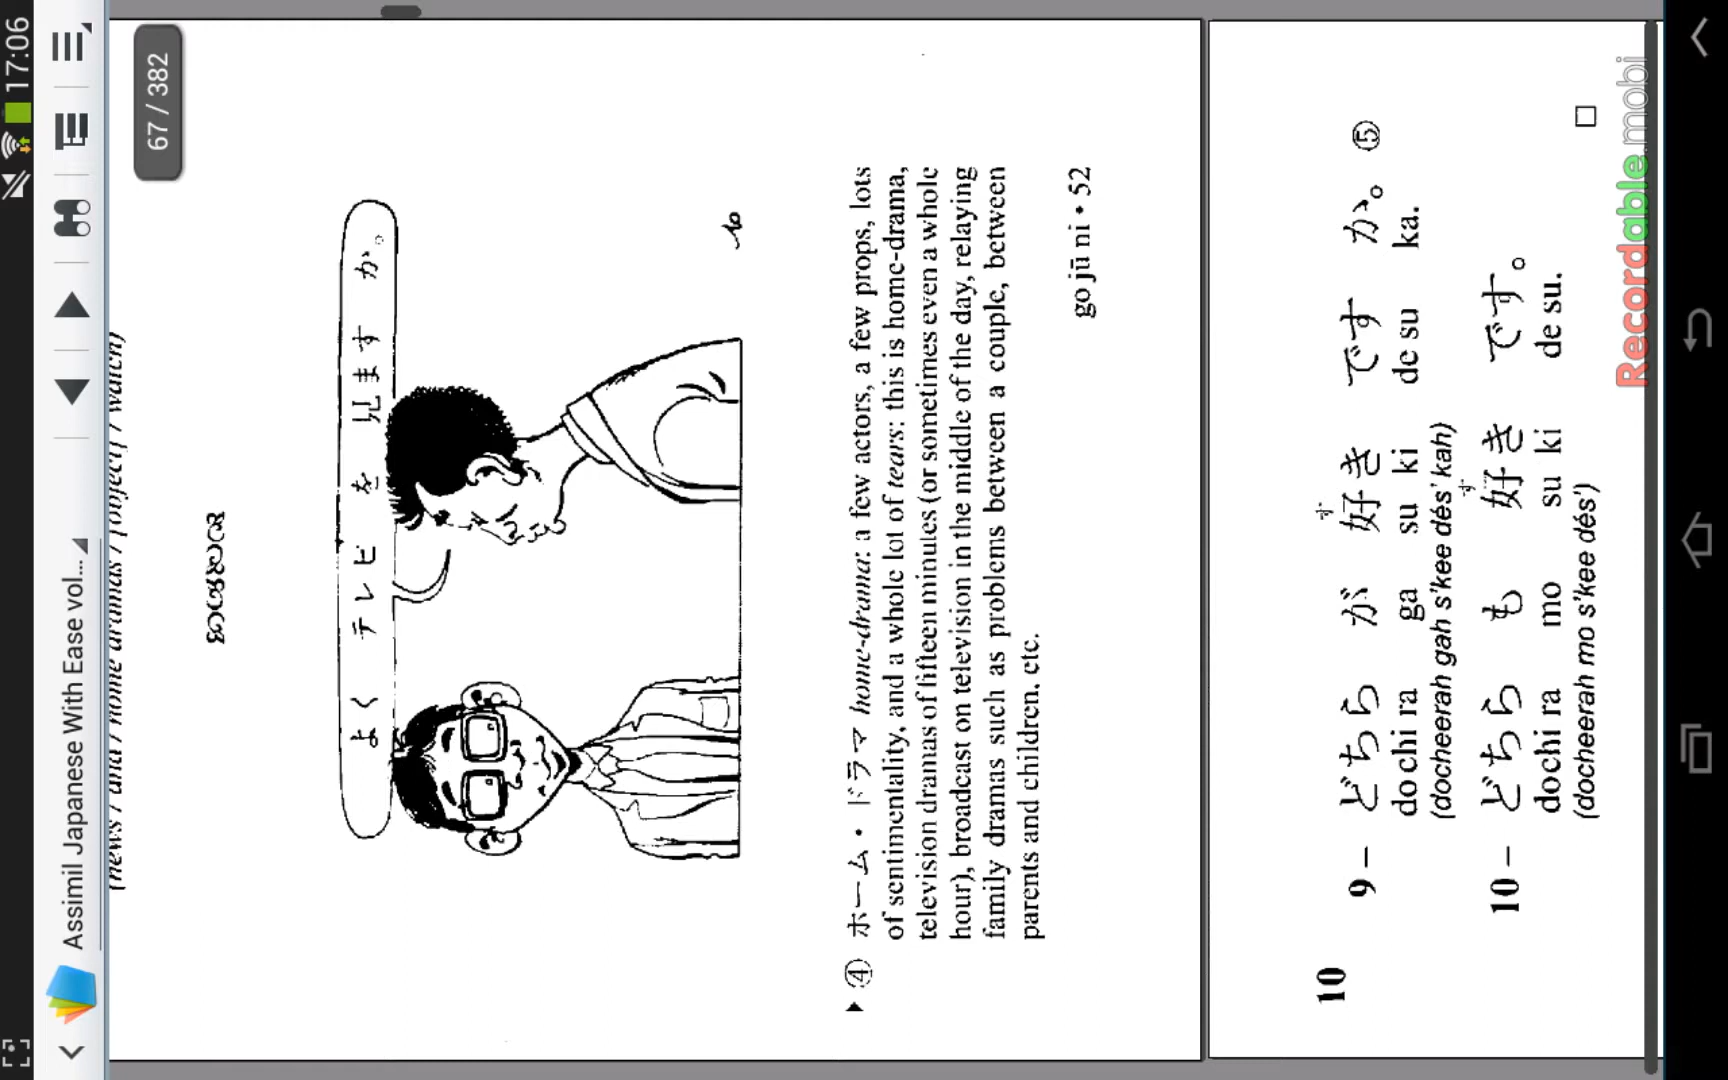 17:06
Assimil Japanese With Ease vol...
67 / 382
(news / and / home dramas / [object] / watch)
よく テレビ を 見ます か。
④ ホーム・ドラマ home-drama: a few actors, a few props, lots
of sentimentality, and a whole lot of tears: this is home-drama,
television dramas of fifteen minutes (or sometimes even a whole
hour), broadcast on television in the middle of the day, relaying
family dramas such as problems between a couple, between
parents and children, etc.
go jū ni • 52
10
9 – どちら が 好き です か。 ⑤
す
dochi ra ga su ki de su ka.
(docheerah gah s'kee dés' kah)
10 – どちら も 好き です。
す
dochi ra mo su ki de su.
(docheerah mo s'kee dés')
Recordable.mobi